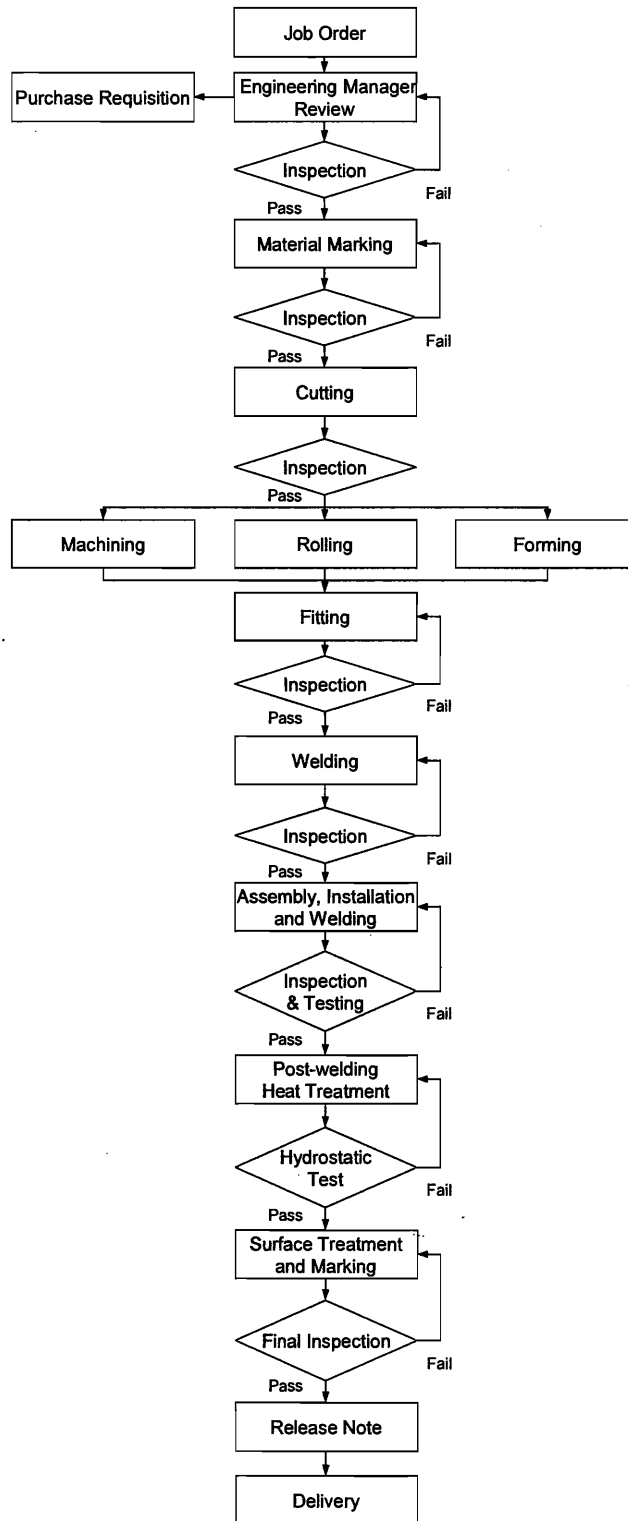 Job Order
Purchase Requisition
Engineering Manager
Review
Inspection
Fail
Pass
Material Marking
Inspection
Fail
Pass
Cutting
Inspection
Pass
Machining
Rolling
Forming
Fitting
Inspection
Fail
Pass
Welding
Inspection
Fail
Pass
Assembly, Installation
and Welding
Inspection
& Testing
Fail
Pass
Post-welding
Heat Treatment
Hydrostatic
Test
Fail
Pass
Surface Treatment
and Marking
Final Inspection
Fail
Pass
Release Note
Delivery